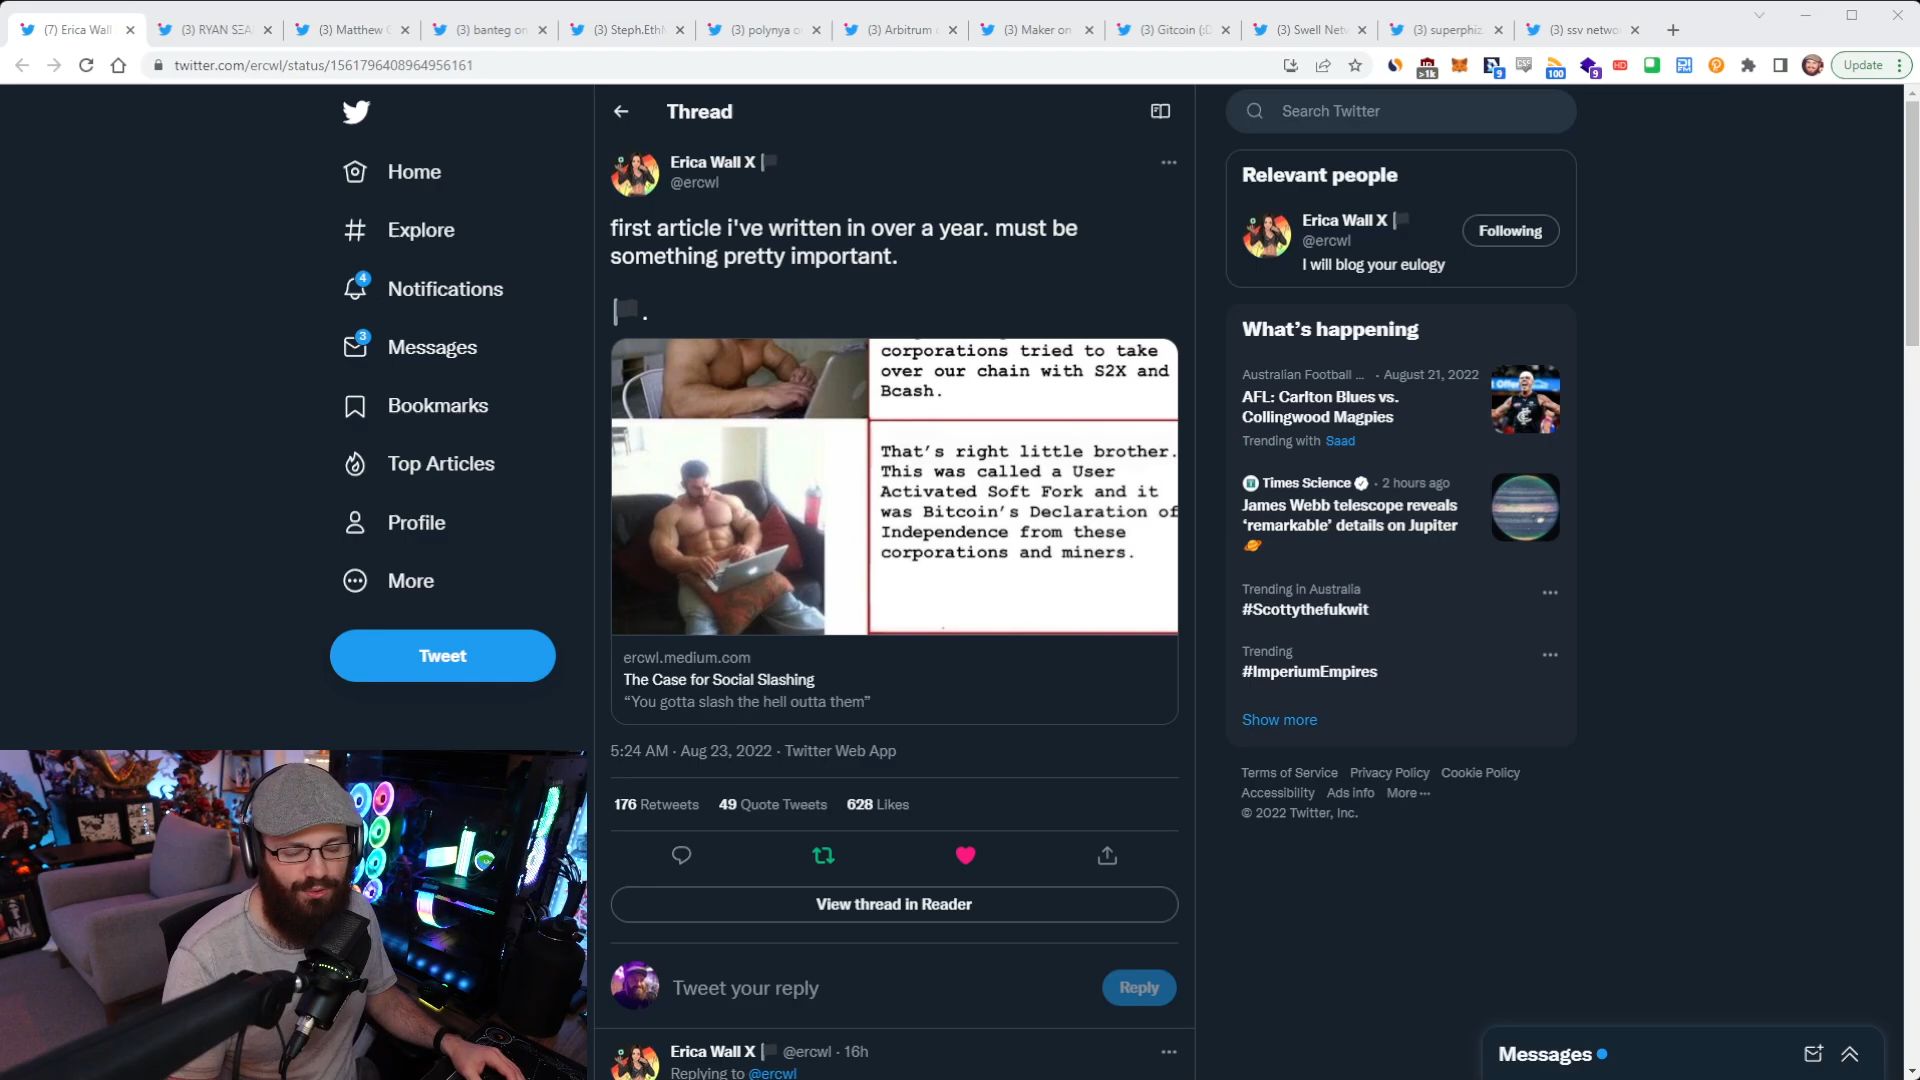 (7) Erica Wall
(3) RYAN SΞA
(3) Matthew G
(3) banteg on
(3) Steph.Eth
(3) polynya o
(3) Arbitrum
(3) Maker on
(3) Gitcoin (:D
(3) Swell Netw
(3) superphiz
(3) ssv netwo
twitter.com/ercwl/status/1561796408964956161
Update
Home
Explore
4
Notifications
3
Messages
Bookmarks
Top Articles
Profile
More
Tweet
Thread
Erica Wall X 🏴
@ercwl
first article i've written in over a year. must be
something pretty important.
🏴.
corporations tried to take
over our chain with S2X and
Bcash.
That's right little brother.
This was called a User
Activated Soft Fork and it
was Bitcoin's Declaration of
Independence from these
corporations and miners.
ercwl.medium.com
The Case for Social Slashing
“You gotta slash the hell outta them”
5:24 AM · Aug 23, 2022 · Twitter Web App
176 Retweets 49 Quote Tweets 628 Likes
View thread in Reader
Tweet your reply
Reply
Erica Wall X 🏴 @ercwl · 16h
Replying to @ercwl
Search Twitter
Relevant people
Erica Wall X 🏴
@ercwl
Following
I will blog your eulogy
What's happening
Australian Football ... · August 21, 2022
AFL: Carlton Blues vs.
Collingwood Magpies
Trending with Saad
Times Science · 2 hours ago
James Webb telescope reveals
‘remarkable’ details on Jupiter
🪐
Trending in Australia
#Scottythefukwit
Trending
#ImperiumEmpires
Show more
Terms of Service Privacy Policy Cookie Policy
Accessibility Ads info More ···
© 2022 Twitter, Inc.
Messages